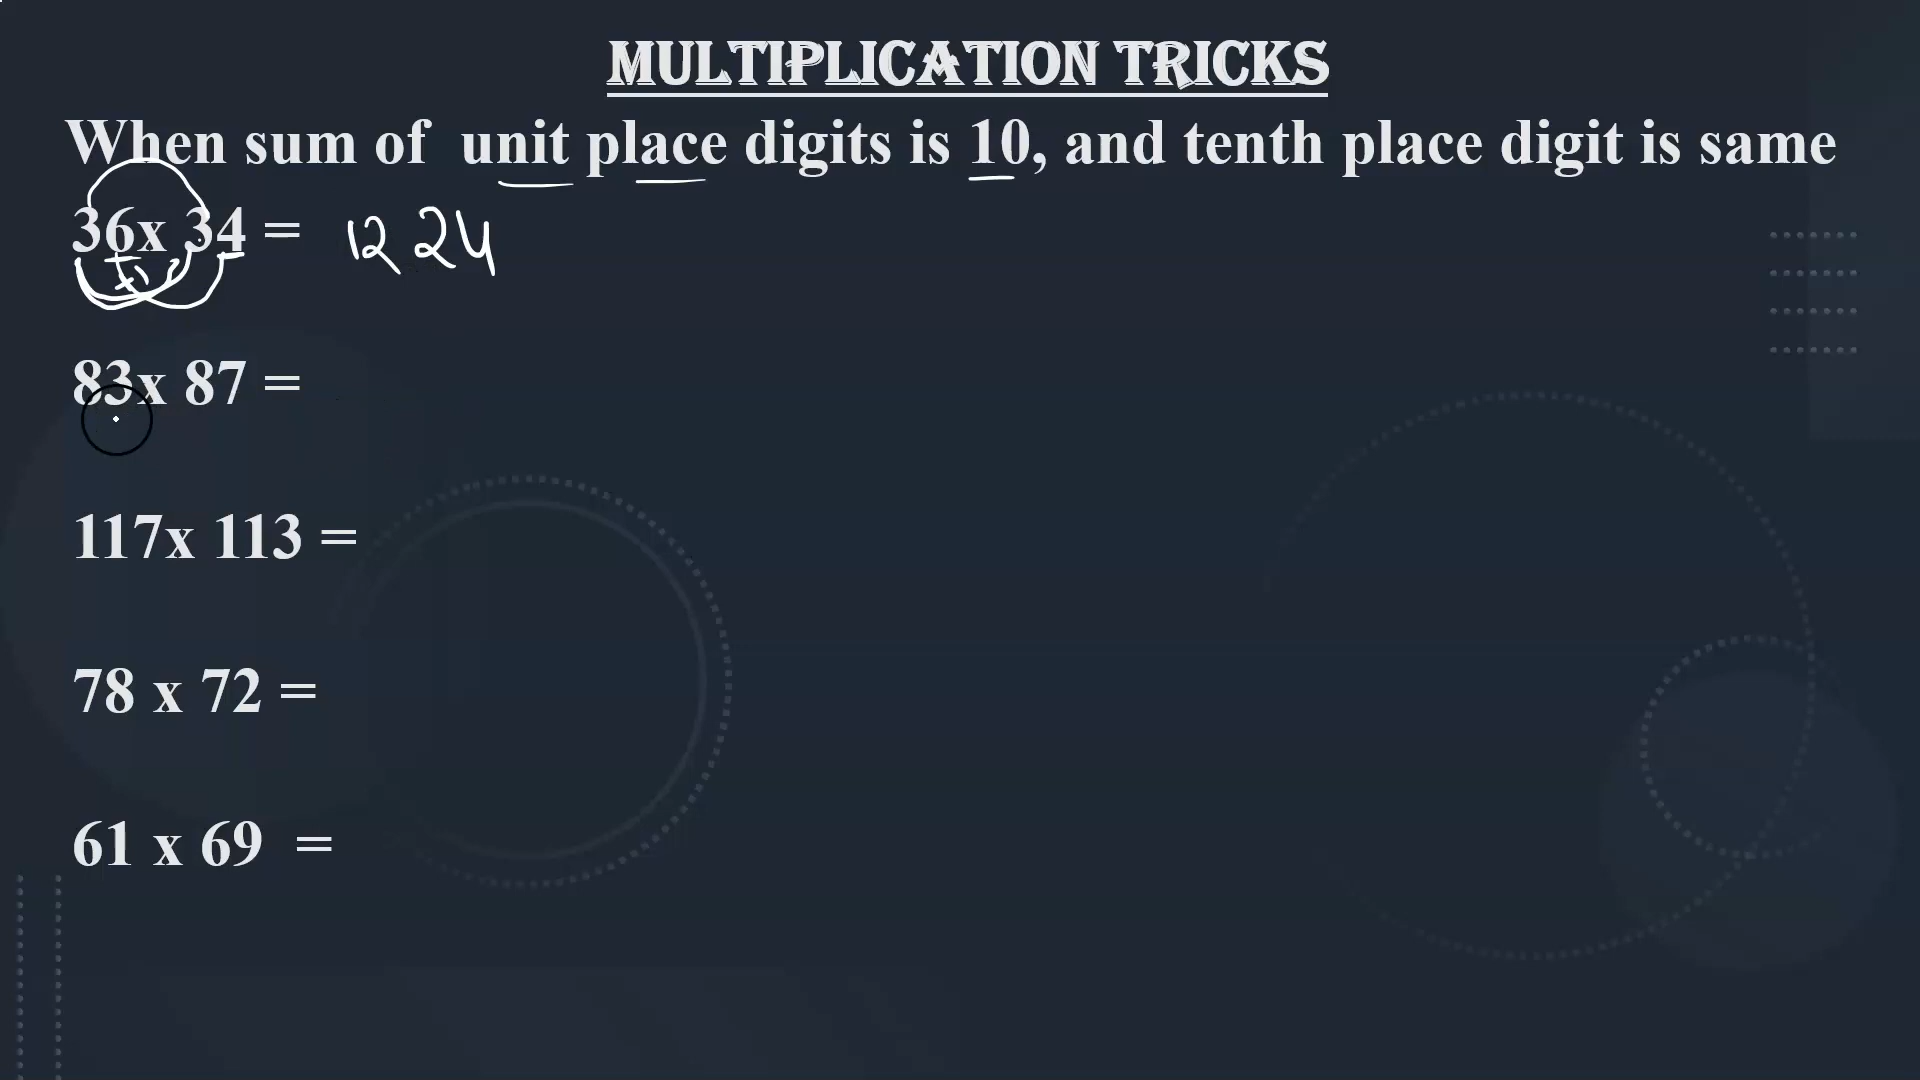 MULTIPLICATION TRICKS
When sum of unit place digits is 10, and tenth place digit is same
36x 34 = 1224
83x 87 =
117x 113 =
78 x 72 =
61 x 69 =